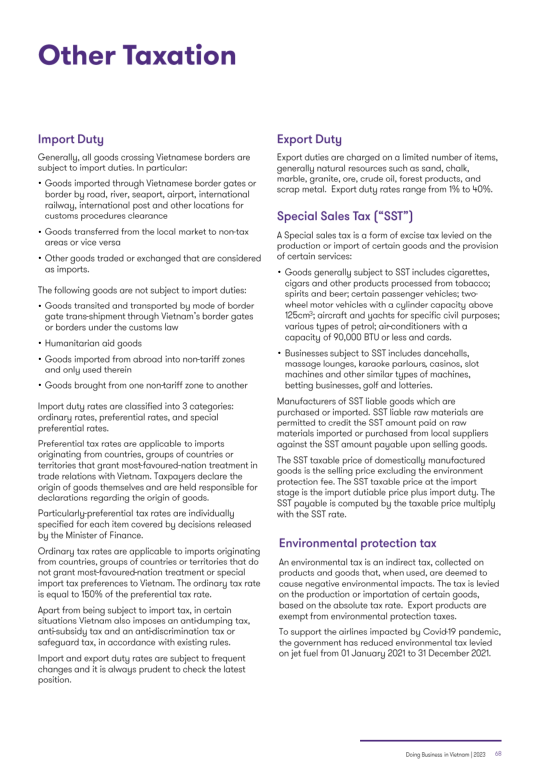 Other Taxation
Import Duty
Generally, all goods crossing Vietnamese borders are
subject to import duties. In particular:
• Goods imported through Vietnamese border gates or
border by road, river, seaport, airport, international
railway, international post and other locations for
customs procedures clearance
• Goods transferred from the local market to non-tax
areas or vice versa
• Other goods traded or exchanged that are considered
as imports.
The following goods are not subject to import duties:
• Goods transited and transported by mode of border
gate trans-shipment through Vietnam's border gates
or borders under the customs law
• Humanitarian aid goods
• Goods imported from abroad into non-tariff zones
and only used therein
• Goods brought from one non-tariff zone to another
Import duty rates are classified into 3 categories:
ordinary rates, preferential rates, and special
preferential rates.
Preferential tax rates are applicable to imports
originating from countries, groups of countries or
territories that grant most-favoured-nation treatment in
trade relations with Vietnam. Taxpayers declare the
origin of goods themselves and are held responsible for
declarations regarding the origin of goods.
Particularly-preferential tax rates are individually
specified for each item covered by decisions released
by the Minister of Finance.
Ordinary tax rates are applicable to imports originating
from countries, groups of countries or territories that do
not grant most-favoured-nation treatment or special
import tax preferences to Vietnam. The ordinary tax rate
is equal to 150% of the preferential tax rate.
Apart from being subject to import tax, in certain
situations Vietnam also imposes an anti-dumping tax,
anti-subsidy tax and an anti-discrimination tax or
safeguard tax, in accordance with existing rules.
Import and export duty rates are subject to frequent
changes and it is always prudent to check the latest
position.
Export Duty
Export duties are charged on a limited number of items,
generally natural resources such as sand, chalk,
marble, granite, ore, crude oil, forest products, and
scrap metal. Export duty rates range from 1% to 40%.
Special Sales Tax ("SST")
A Special sales tax is a form of excise tax levied on the
production or import of certain goods and the provision
of certain services:
• Goods generally subject to SST includes cigarettes,
cigars and other products processed from tobacco;
spirits and beer; certain passenger vehicles; two-
wheel motor vehicles with a cylinder capacity above
125cm³; aircraft and yachts for specific civil purposes;
various types of petrol; air-conditioners with a
capacity of 90,000 BTU or less and cards.
• Businesses subject to SST includes dancehalls,
massage lounges, karaoke parlours, casinos, slot
machines and other similar types of machines,
betting businesses, golf and lotteries.
Manufacturers of SST liable goods which are
purchased or imported. SST liable raw materials are
permitted to credit the SST amount paid on raw
materials imported or purchased from local suppliers
against the SST amount payable upon selling goods.
The SST taxable price of domestically manufactured
goods is the selling price excluding the environment
protection fee. The SST taxable price at the import
stage is the import dutiable price plus import duty. The
SST payable is computed by the taxable price multiply
with the SST rate.
Environmental protection tax
An environmental tax is an indirect tax, collected on
products and goods that, when used, are deemed to
cause negative environmental impacts. The tax is levied
on the production or importation of certain goods,
based on the absolute tax rate. Export products are
exempt from environmental protection taxes.
To support the airlines impacted by Covid-19 pandemic,
the government has reduced environmental tax levied
on jet fuel from 01 January 2021 to 31 December 2021.
Doing Business in Vietnam | 2023 68